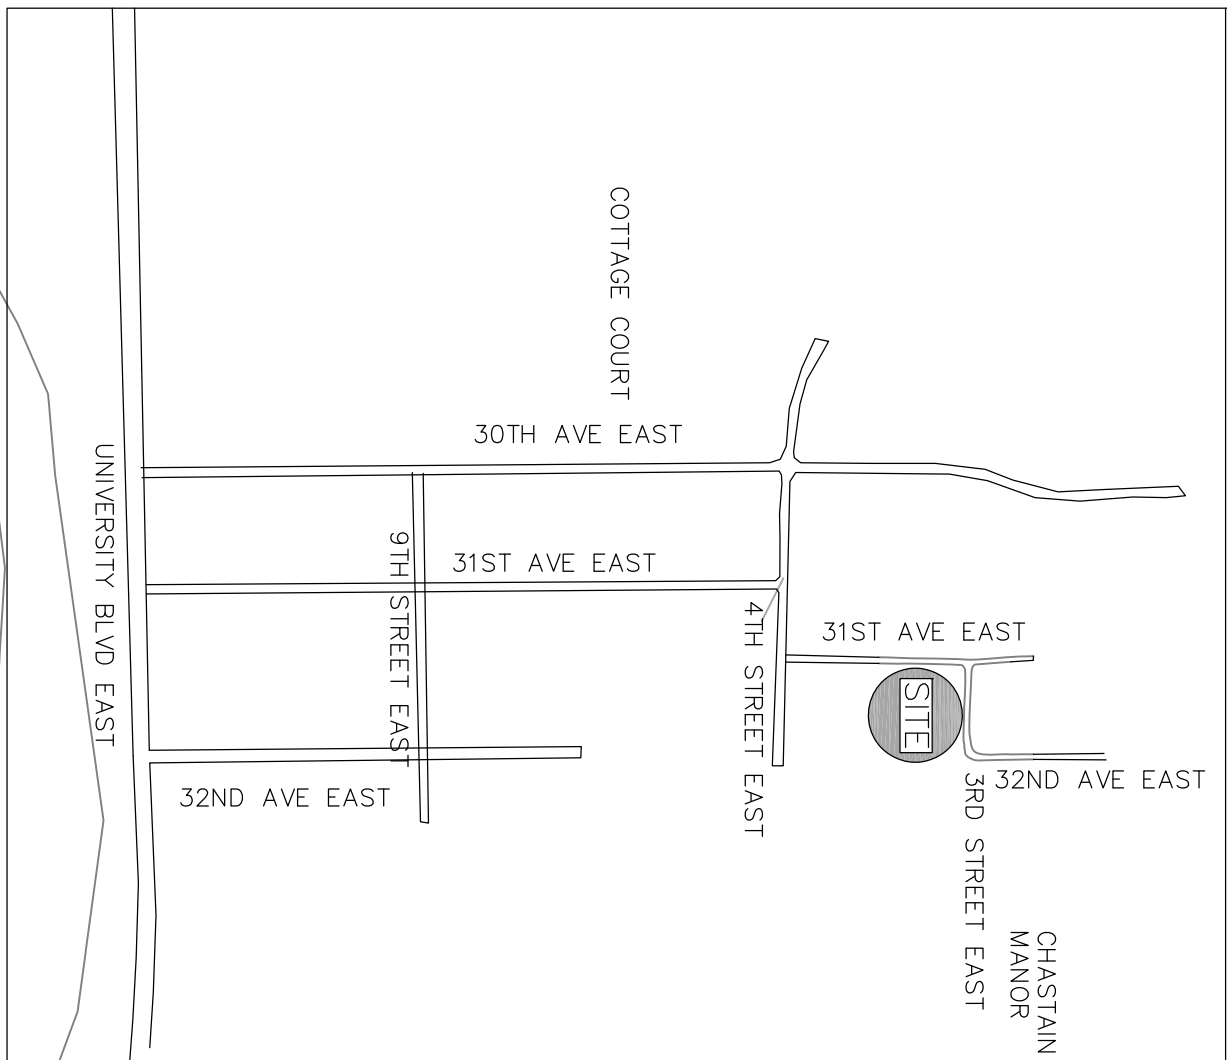 COTTAGE COURT
30TH AVE EAST
UNIVERSITY BLVD EAST
9TH STREET EAST
31ST AVE EAST
4TH STREET EAST
31ST AVE EAST
SITE
32ND AVE EAST
3RD STREET EAST
32ND AVE EAST
CHASTAIN
MANOR